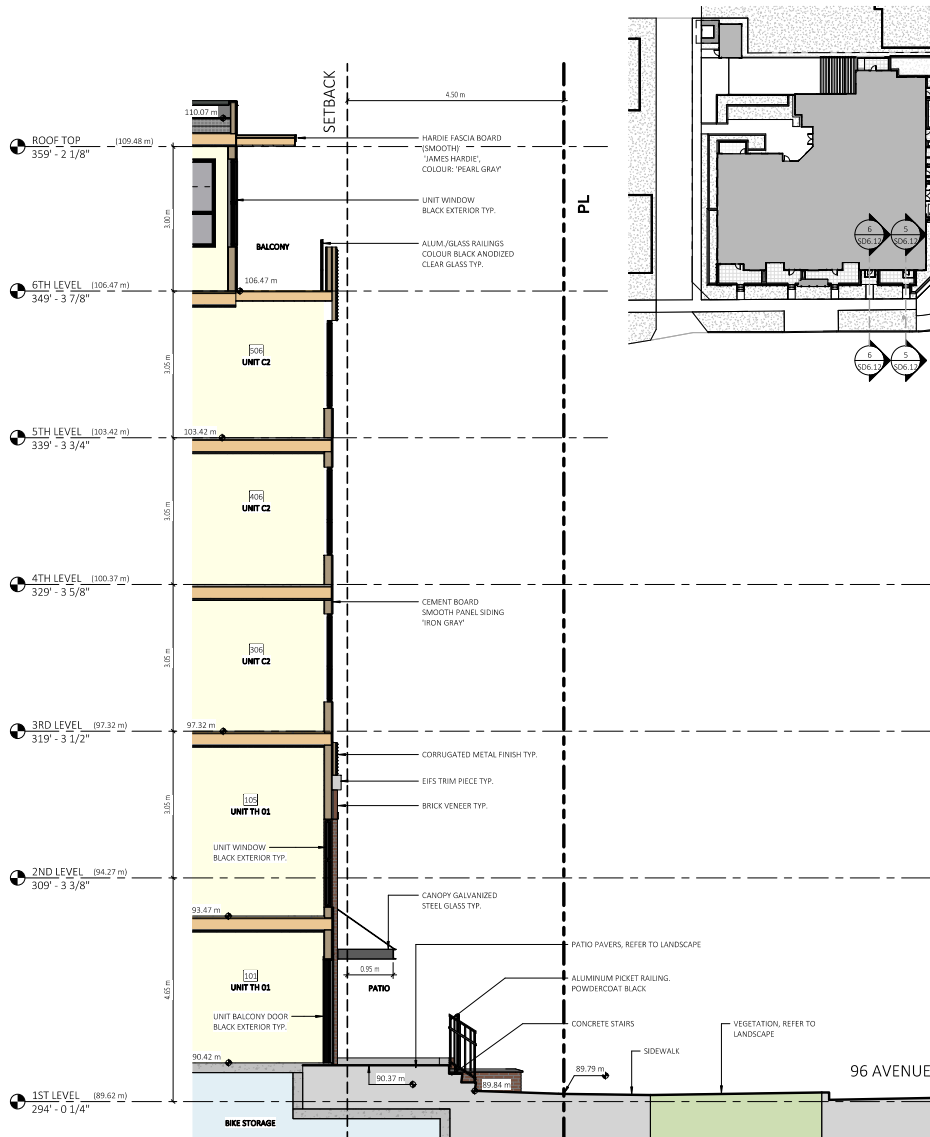 SETBACK
4.50 m
110.07 m
ROOF TOP (109.48 m)
359' - 2 1/8"
HARDIE FASCIA BOARD
(SMOOTH)
'JAMES HARDIE',
COLOUR: 'PEARL GRAY'
3.00 m
UNIT WINDOW
BLACK EXTERIOR TYP.
PL
BALCONY
ALUM./GLASS RAILINGS
COLOUR BLACK ANODIZED
CLEAR GLASS TYP.
6
SD6.12
5
SD6.12
106.47 m
6TH LEVEL (106.47 m)
349' - 3 7/8"
6
SD6.12
5
SD6.12
506
UNIT C2
3.05 m
5TH LEVEL (103.42 m)
339' - 3 3/4"
103.42 m
406
UNIT C2
3.05 m
4TH LEVEL (100.37 m)
329' - 3 5/8"
CEMENT BOARD
SMOOTH PANEL SIDING
'IRON GRAY'
306
UNIT C2
3.05 m
3RD LEVEL (97.32 m)
319' - 3 1/2"
97.32 m
CORRUGATED METAL FINISH TYP.
EIFS TRIM PIECE TYP.
105
UNIT TH 01
BRICK VENEER TYP.
3.05 m
UNIT WINDOW
BLACK EXTERIOR TYP.
2ND LEVEL (94.27 m)
309' - 3 3/8"
93.47 m
CANOPY GALVANIZED
STEEL GLASS TYP.
PATIO PAVERS, REFER TO LANDSCAPE
0.95 m
101
UNIT TH 01
PATIO
ALUMINUM PICKET RAILING.
POWDERCOAT BLACK
4.65 m
UNIT BALCONY DOOR
BLACK EXTERIOR TYP.
CONCRETE STAIRS
VEGETATION, REFER TO
LANDSCAPE
SIDEWALK
90.42 m
90.37 m
89.84 m
89.79 m
96 AVENUE
1ST LEVEL (89.62 m)
294' - 0 1/4"
BIKE STORAGE